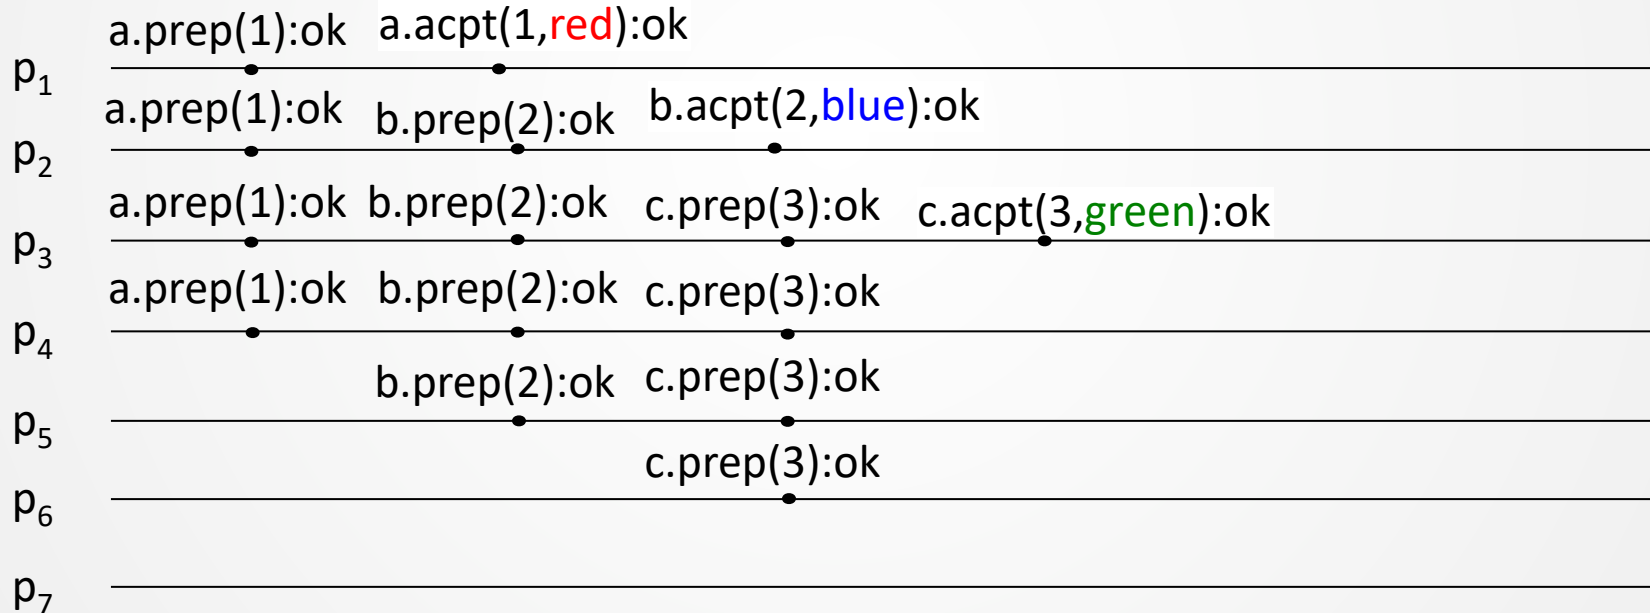 a.prep(1):ok a.acpt(1,red):ok
p1
a.prep(1):ok b.prep(2):ok b.acpt(2,blue):ok
p2
a.prep(1):ok b.prep(2):ok c.prep(3):ok c.acpt(3,green):ok
p3
a.prep(1):ok b.prep(2):ok c.prep(3):ok
p4
b.prep(2):ok c.prep(3):ok
p5
c.prep(3):ok
p6
p7